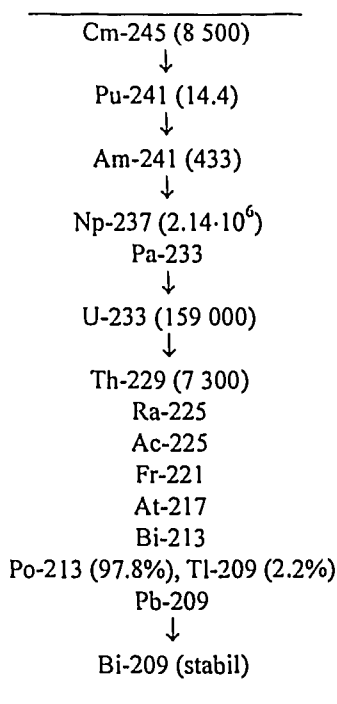 Cm-245 (8 500)
↓
Pu-241 (14.4)
↓
Am-241 (433)
↓
Np-237 (2.14·10⁶)
Pa-233
↓
U-233 (159 000)
↓
Th-229 (7 300)
Ra-225
Ac-225
Fr-221
At-217
Bi-213
Po-213 (97.8%), Tl-209 (2.2%)
Pb-209
↓
Bi-209 (stabil)